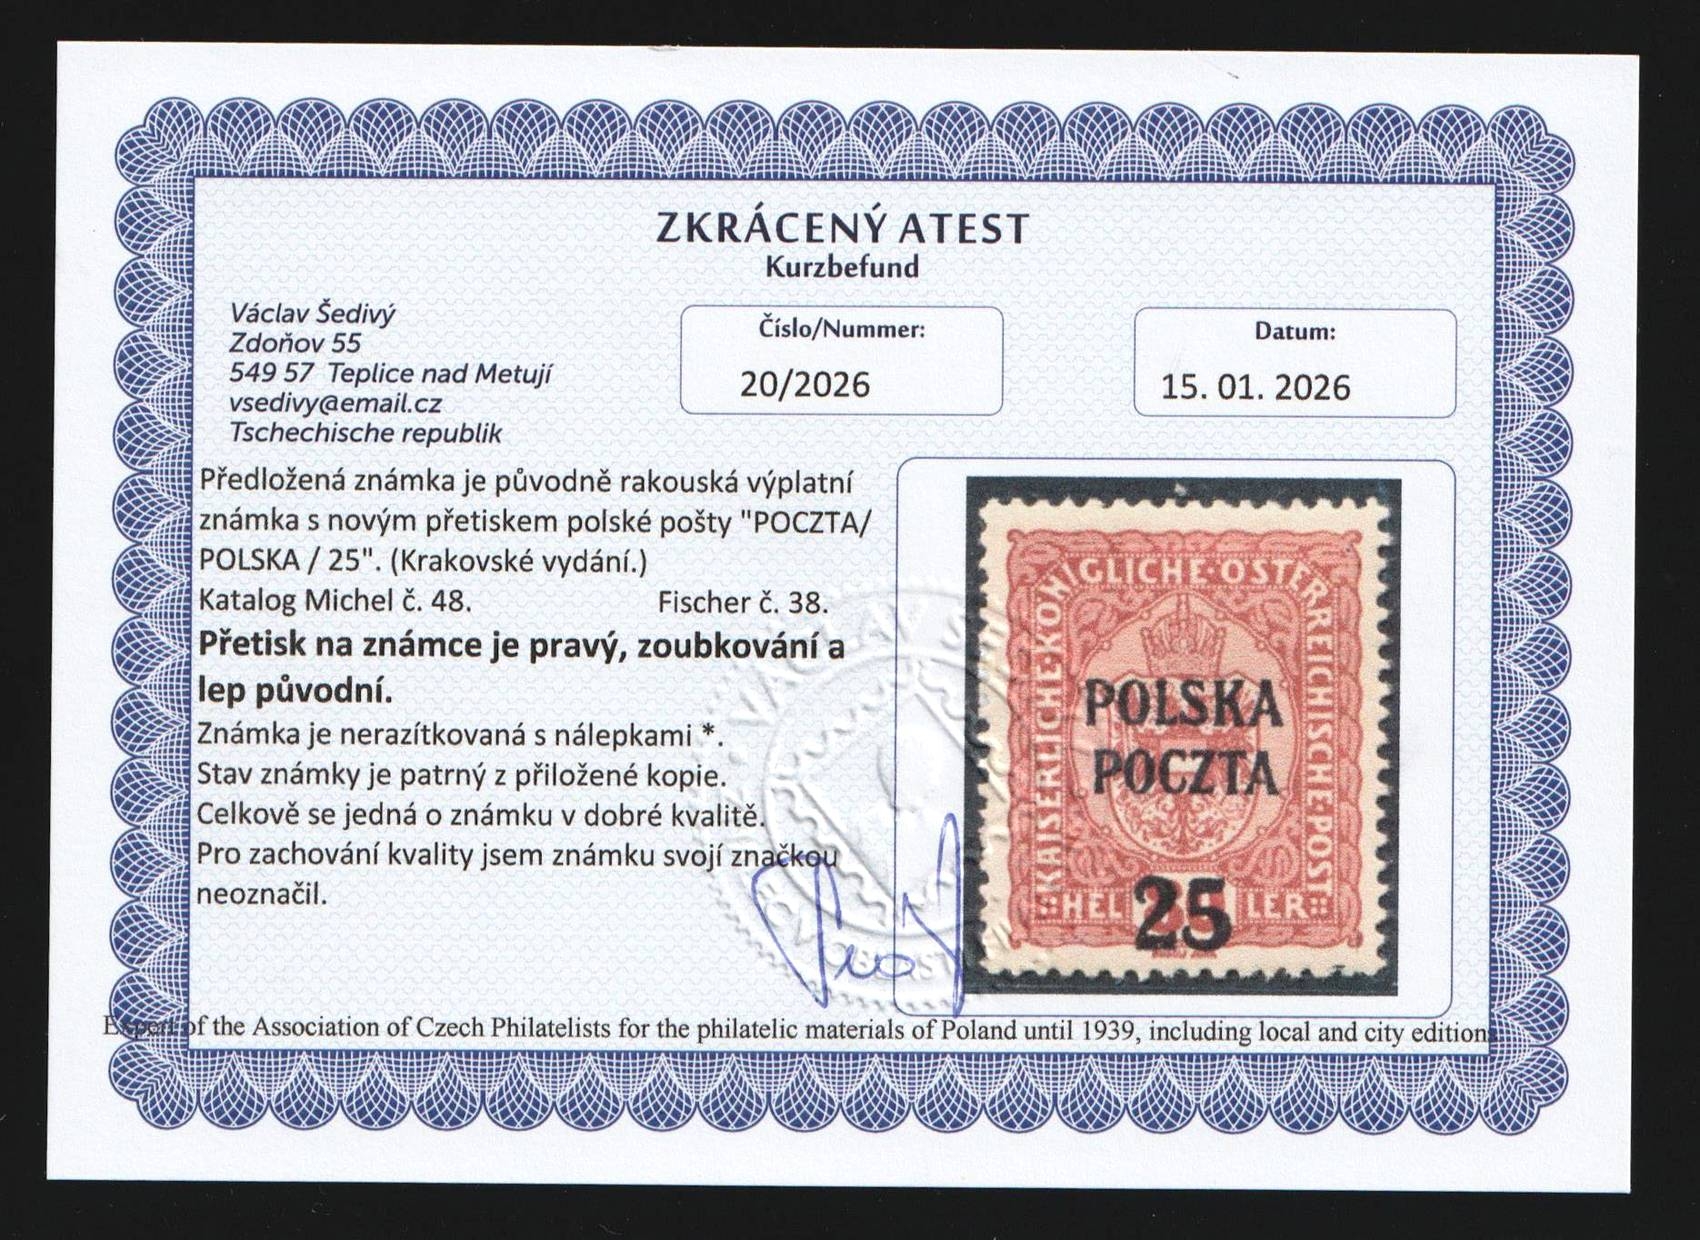 ZKRÁCENÝ ATEST
Kurzbefund
Václav Šedivý
Zdoňov 55
549 57 Teplice nad Metují
vsedivy@email.cz
Tschechische republik
Číslo/Nummer:
20/2026
Datum:
15. 01. 2026
Předložená známka je původně rakouská výplatní
známka s novým přetiskem polské pošty "POCZTA/
POLSKA / 25". (Krakovské vydání.)
Katalog Michel č. 48. Fischer č. 38.
Přetisk na známce je pravý, zoubkování a
lep původní.
Známka je nerazítkovaná s nálepkami *.
Stav známky je patrný z přiložené kopie.
Celkově se jedná o známku v dobré kvalitě.
Pro zachování kvality jsem známku svojí značkou
neoznačil.
KAISERLICHE·KÖNIGLICHE·ÖSTERREICHISCHE·POST
POLSKA
POCZTA
HEL 25 LER
Expert of the Association of Czech Philatelists for the philatelic materials of Poland until 1939, including local and city editions